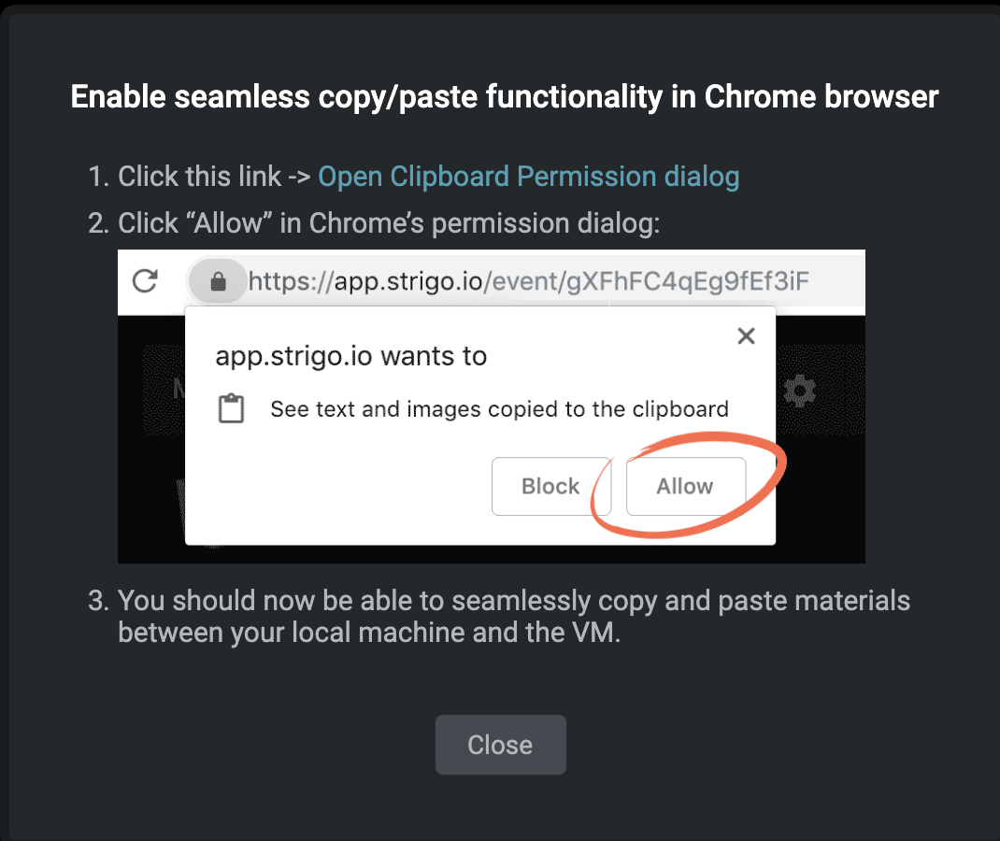 Enable seamless copy/paste functionality in Chrome browser
1. Click this link -> Open Clipboard Permission dialog
2. Click “Allow” in Chrome’s permission dialog:
https://app.strigo.io/event/gXFhFC4qEg9fEf3iF
app.strigo.io wants to
See text and images copied to the clipboard
Block
Allow
3. You should now be able to seamlessly copy and paste materials
between your local machine and the VM.
Close